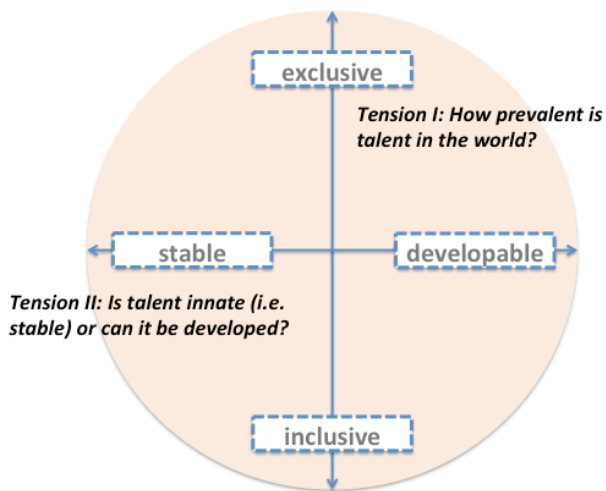 exclusive
Tension I: How prevalent is
talent in the world?
stable
developable
Tension II: Is talent innate (i.e.
stable) or can it be developed?
inclusive